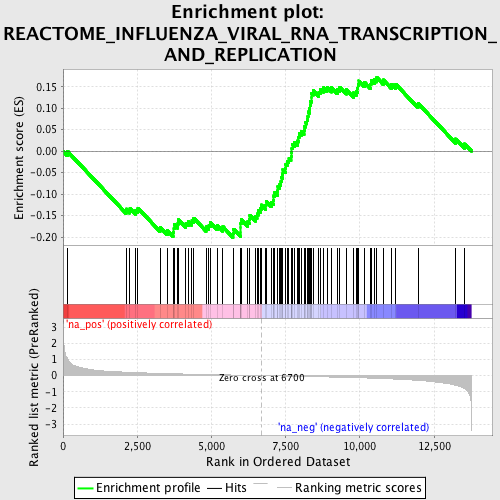 Enrichment plot:
REACTOME_INFLUENZA_VIRAL_RNA_TRANSCRIPTION_
AND_REPLICATION
Enrichment score (ES)
0.15
0.10
0.05
0.00
-0.05
-0.10
-0.15
-0.20
'na_pos' (positively correlated)
Ranked list metric (PreRanked)
3
2
1
0
-1
-2
-3
Zero cross at 6700
'na_neg' (negatively correlated)
0
2,500
5,000
7,500
10,000
12,500
Rank in Ordered Dataset
Enrichment profile
Hits
Ranking metric scores